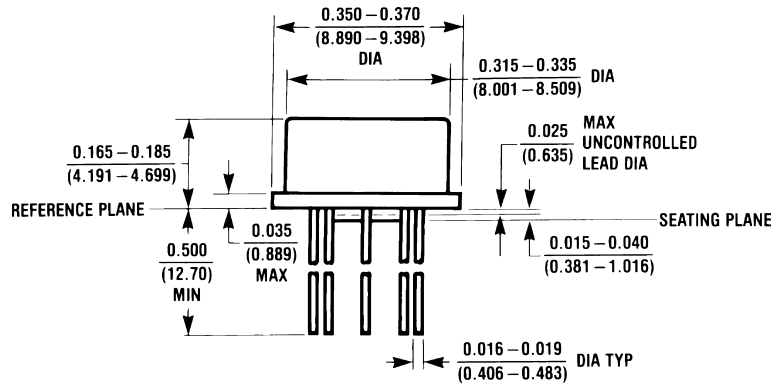 0.350 – 0.370
(8.890 – 9.398)
DIA
0.315 – 0.335
(8.001 – 8.509)
DIA
0.025
(0.635)
MAX
UNCONTROLLED
LEAD DIA
0.165 – 0.185
(4.191 – 4.699)
REFERENCE PLANE
SEATING PLANE
0.035
(0.889)
MAX
0.015 – 0.040
(0.381 – 1.016)
0.500
(12.70)
MIN
0.016 – 0.019
(0.406 – 0.483)
DIA TYP